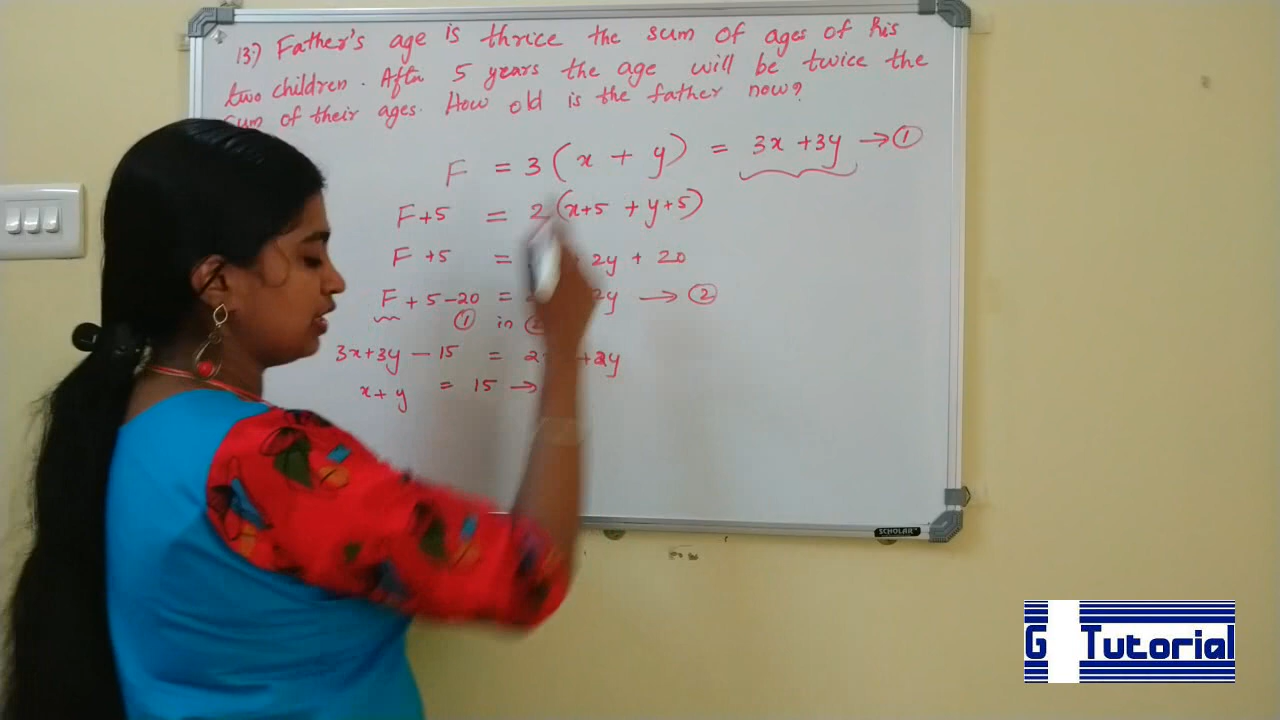 13:) Father's age is thrice the sum of ages of his
two children. After 5 years the age will be twice the
sum of their ages. How old is the father now?
F = 3 ( x + y ) = 3x + 3y → ①
F+5 = 2 (x+5 + y+5)
F +5 = 2y + 20
F + 5 - 20 = 2y → ②
① in ②
3x+3y - 15 = 2x + 2y
x + y = 15 →
SCHOLAR
G Tutorial